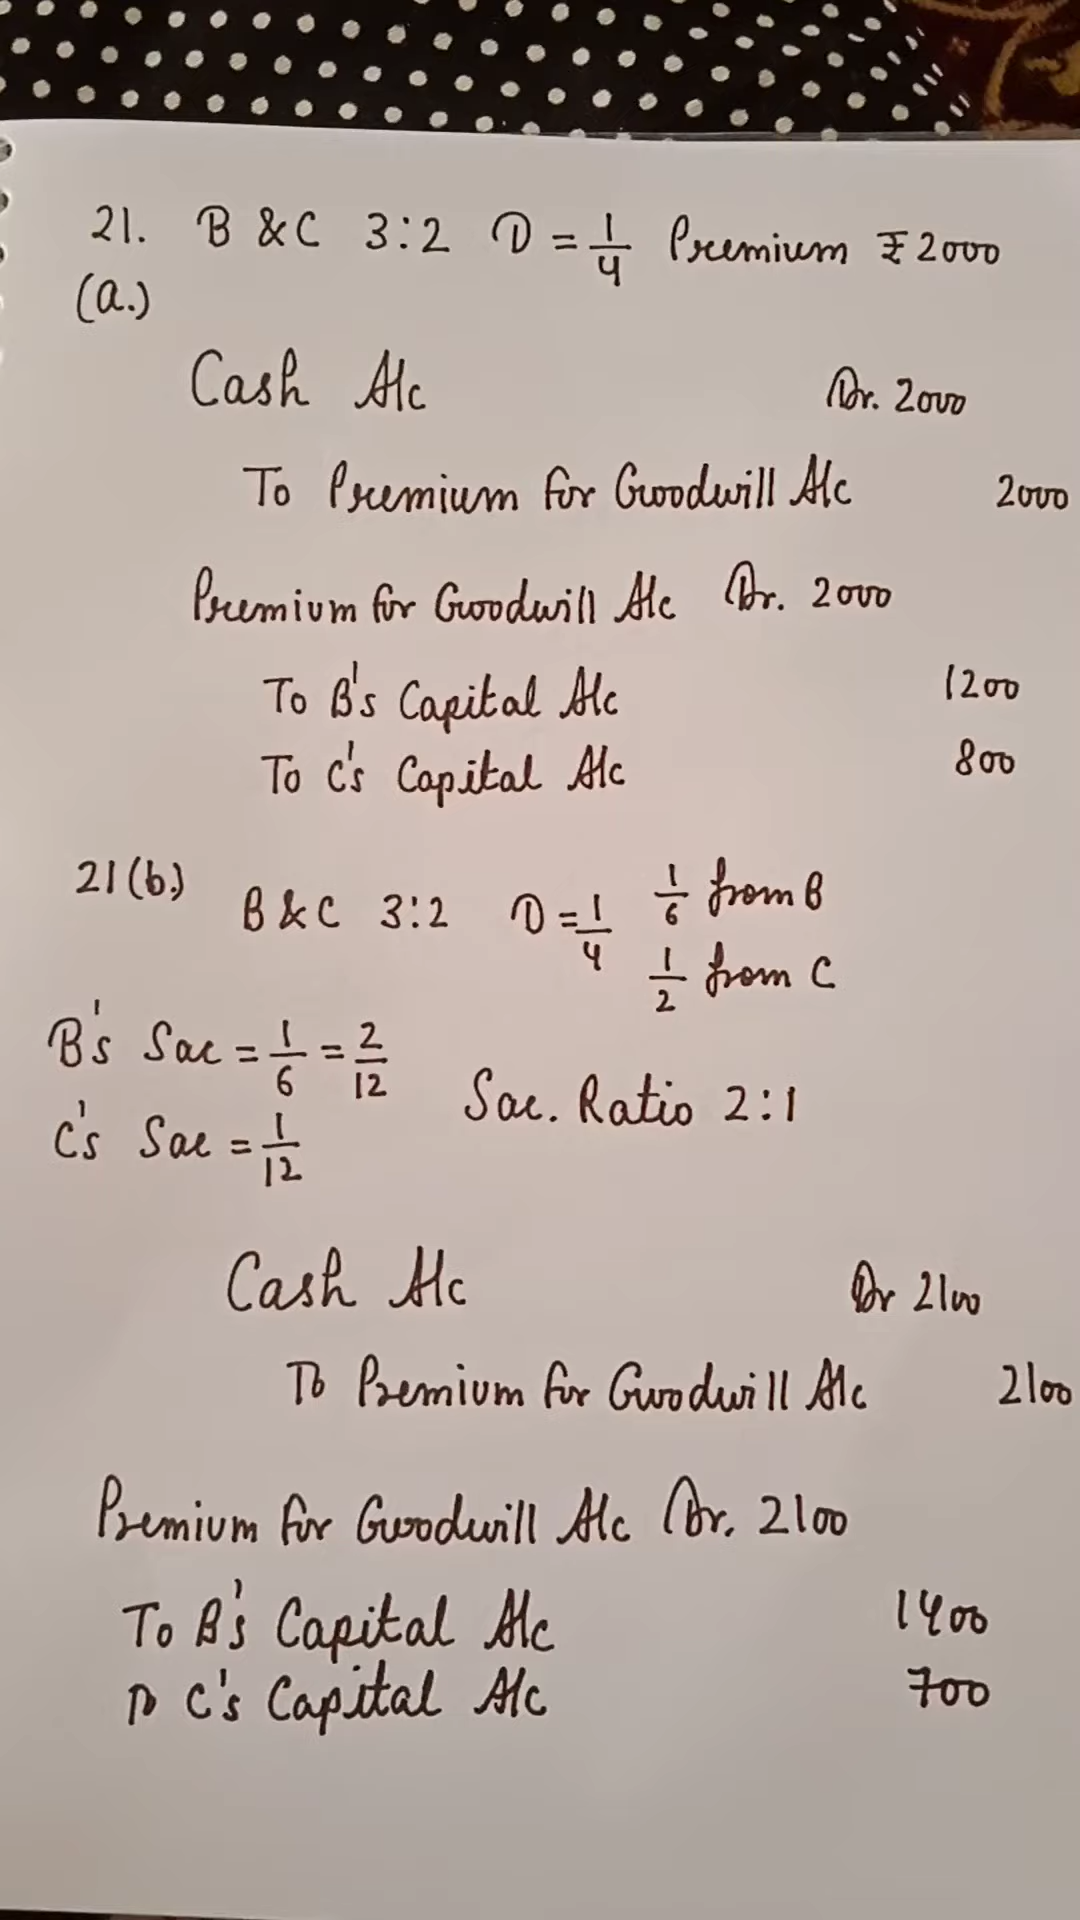 21. B & C 3:2 D = 1/4 Premium ₹2000
(a.)
Cash A/c Dr. 2000
To Premium for Goodwill A/c 2000
Premium for Goodwill A/c Dr. 2000
To B's Capital A/c 1200
To C's Capital A/c 800
21(b.)
B & C 3:2 D = 1/4 1/6 from B
1/2 from C
B's Sac = 1/6 = 2/12
C's Sac = 1/12
Sac. Ratio 2:1
Cash A/c Dr 2100
To Premium for Goodwill A/c 2100
Premium for Goodwill A/c Dr. 2100
To B's Capital A/c 1400
To C's Capital A/c 700